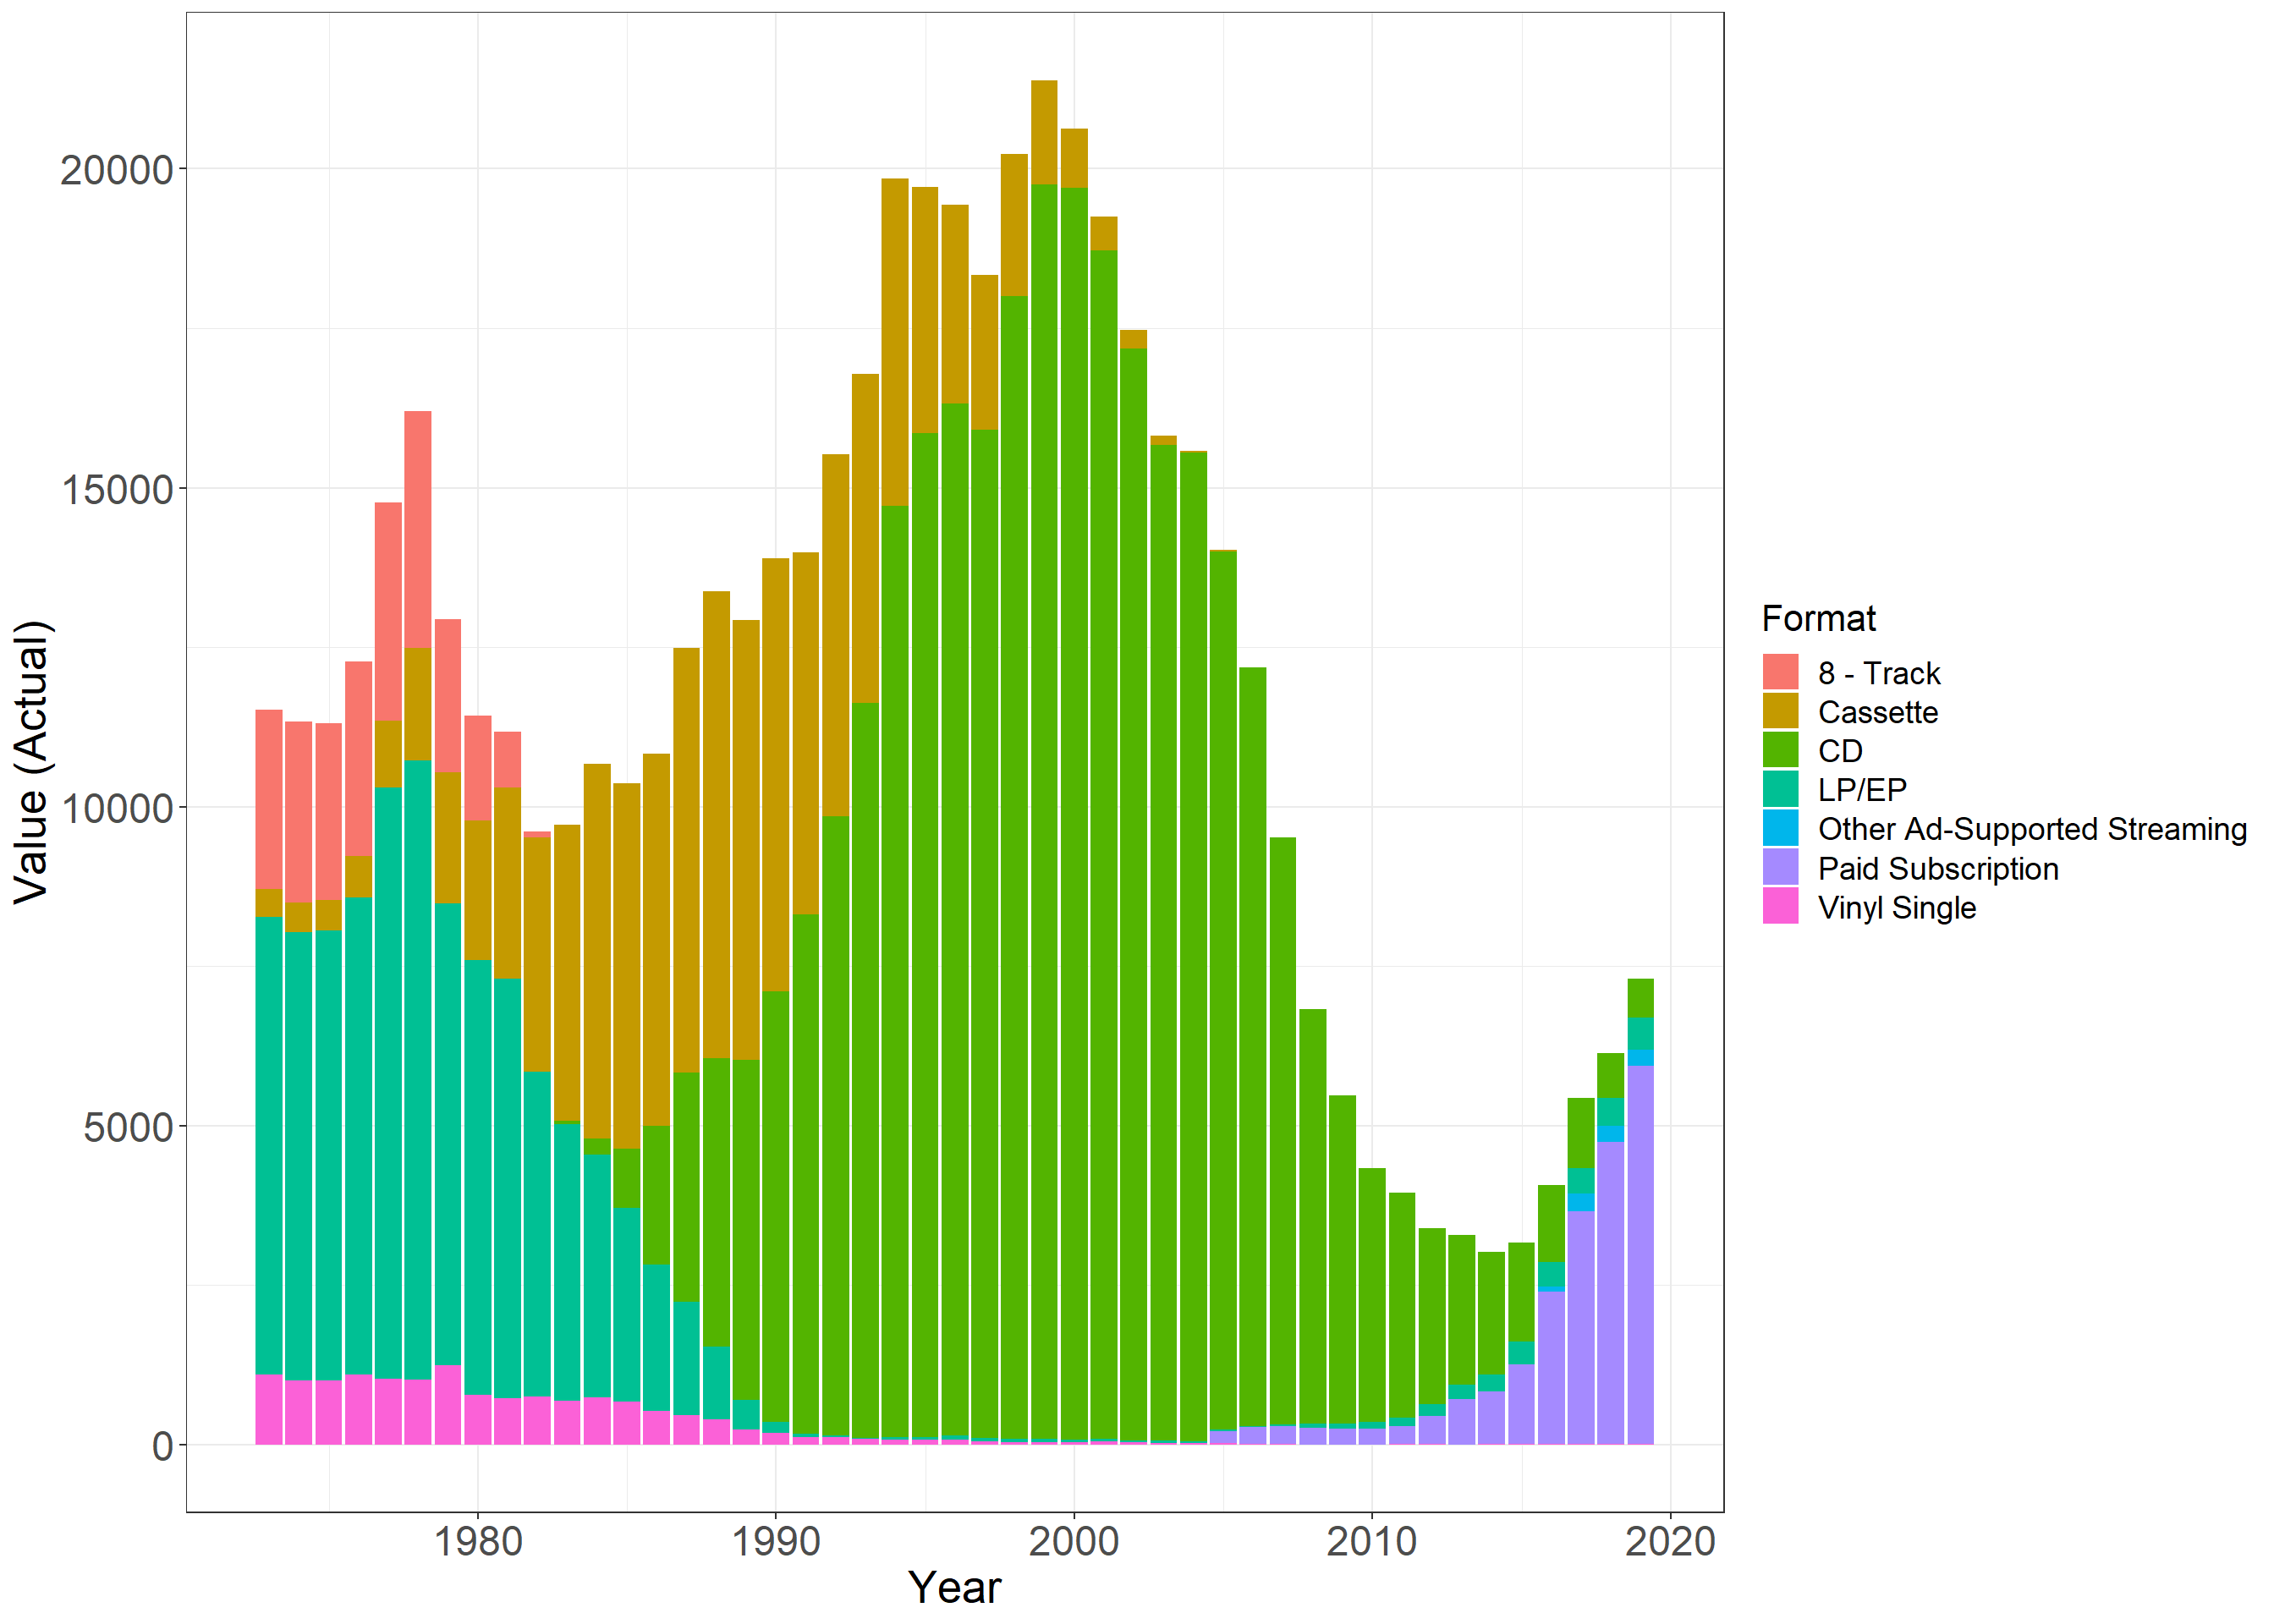 Value (Actual)
20000
15000
10000
5000
0
1980
1990
2000
2010
2020
Year
Format
8 - Track
Cassette
CD
LP/EP
Other Ad-Supported Streaming
Paid Subscription
Vinyl Single